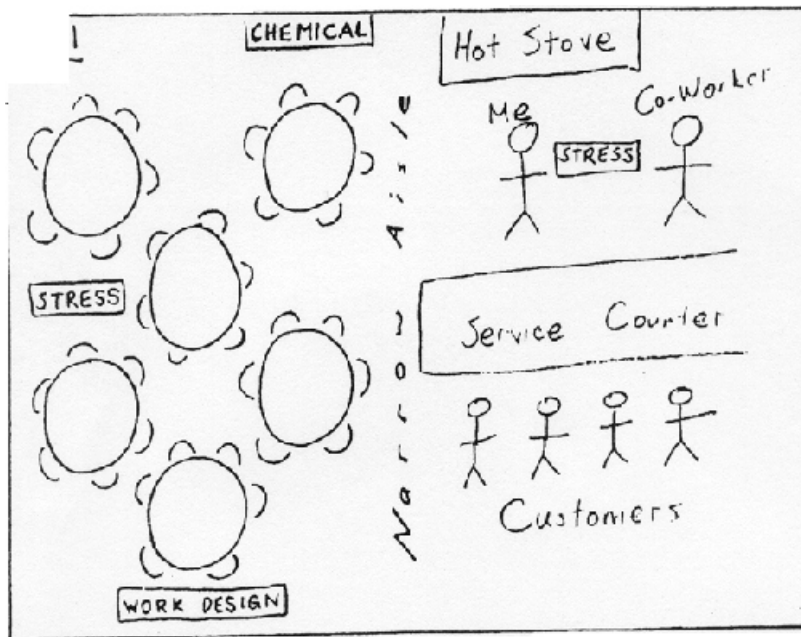 CHEMICAL
Hot Stove
Me
Co-Worker
STRESS
Narrow Aisle
STRESS
Service Counter
Customers
WORK DESIGN